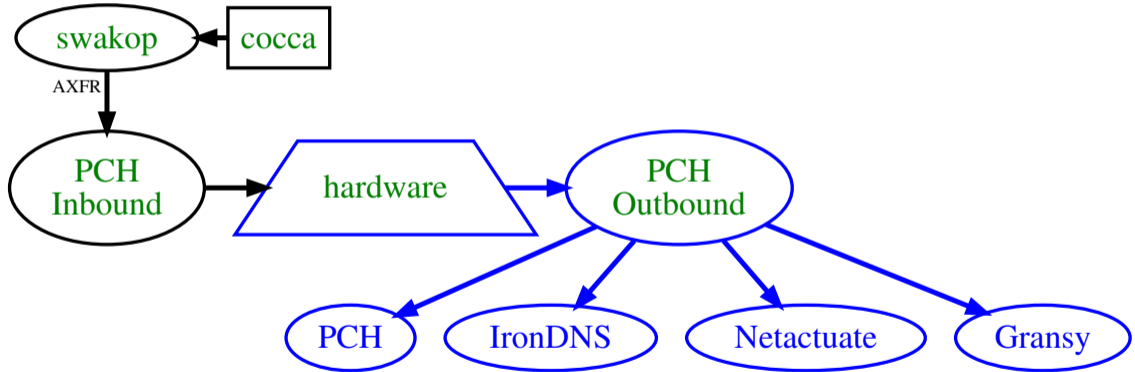 swakop
cocca
AXFR
PCH
Inbound
hardware
PCH
Outbound
PCH
IronDNS
Netactuate
Gransy